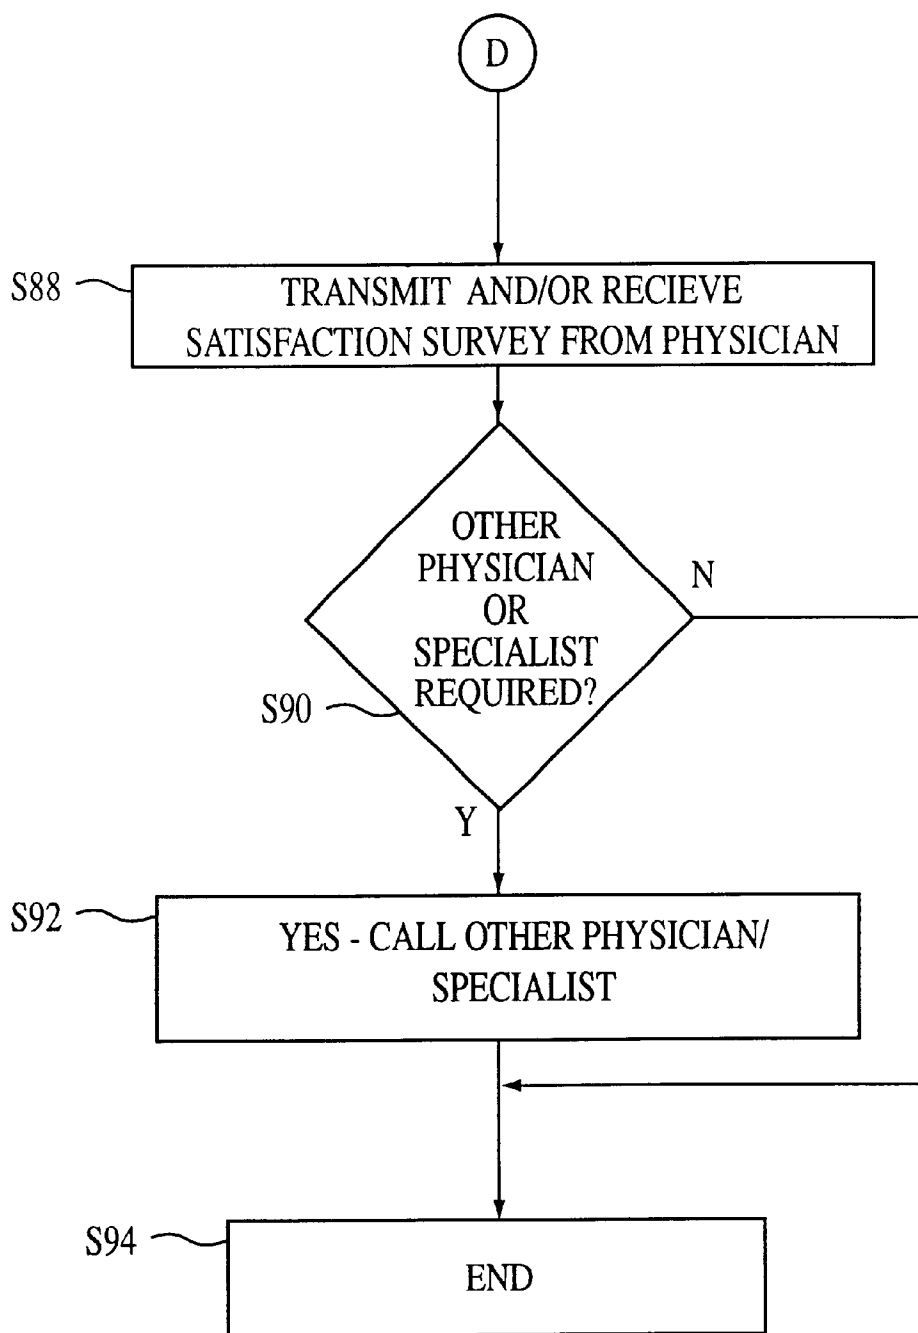 D
S88
TRANSMIT AND/OR RECIEVE
SATISFACTION SURVEY FROM PHYSICIAN
OTHER
PHYSICIAN
OR
SPECIALIST
REQUIRED?
N
S90
Y
S92
YES - CALL OTHER PHYSICIAN/
SPECIALIST
S94
END